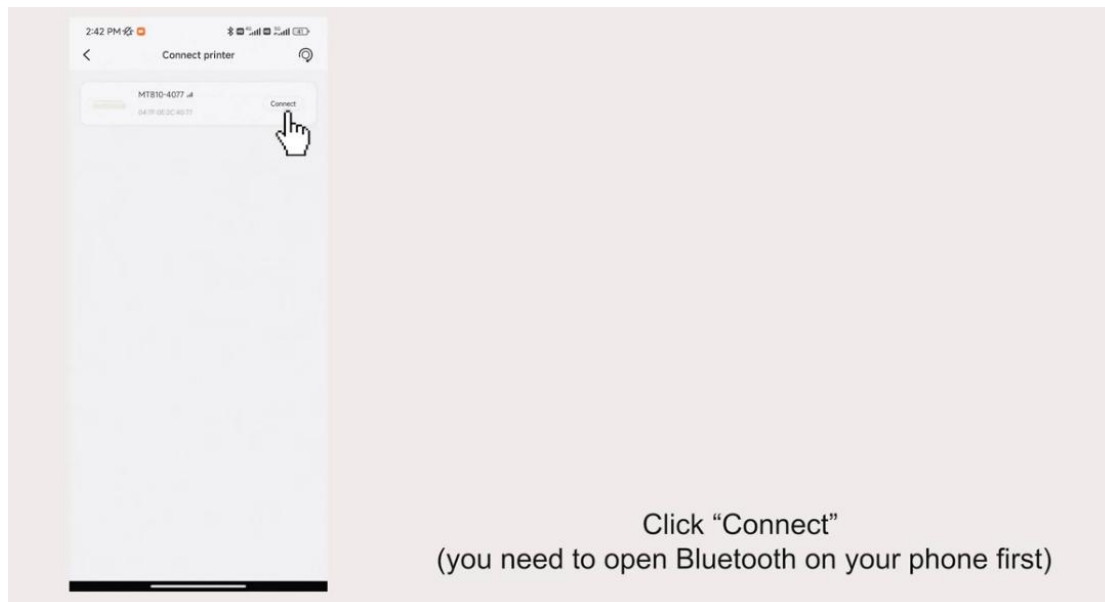 2:42 PM
Connect printer
MT810-4077
Connect
Click “Connect”
(you need to open Bluetooth on your phone first)